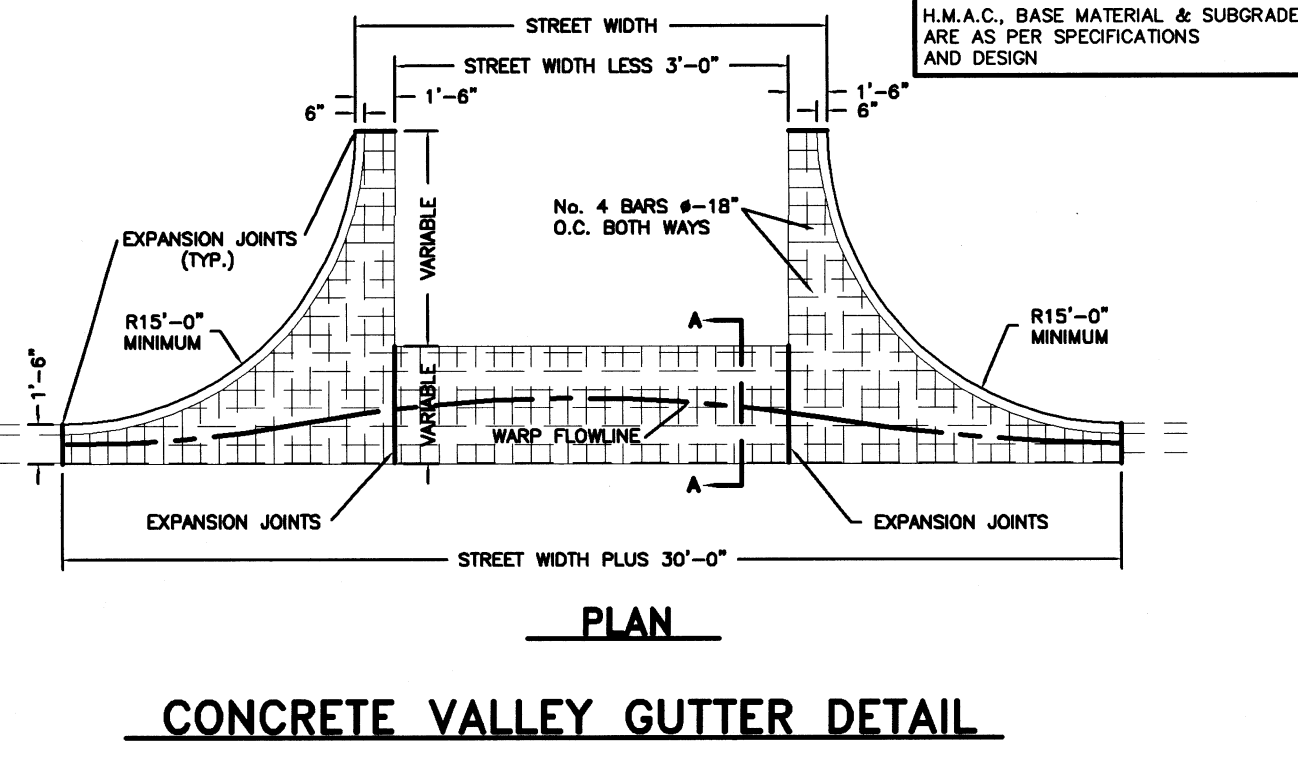 H.M.A.C., BASE MATERIAL & SUBGRADE
ARE AS PER SPECIFICATIONS
AND DESIGN
STREET WIDTH
STREET WIDTH LESS 3'-0"
1'-6"
6"
1'-6"
6"
VARIABLE
No. 4 BARS ø-18"
O.C. BOTH WAYS
EXPANSION JOINTS
(TYP.)
R15'-0"
MINIMUM
R15'-0"
MINIMUM
A
1'-6"
VARIABLE
WARP FLOWLINE
A
EXPANSION JOINTS
EXPANSION JOINTS
STREET WIDTH PLUS 30'-0"
PLAN
CONCRETE VALLEY GUTTER DETAIL